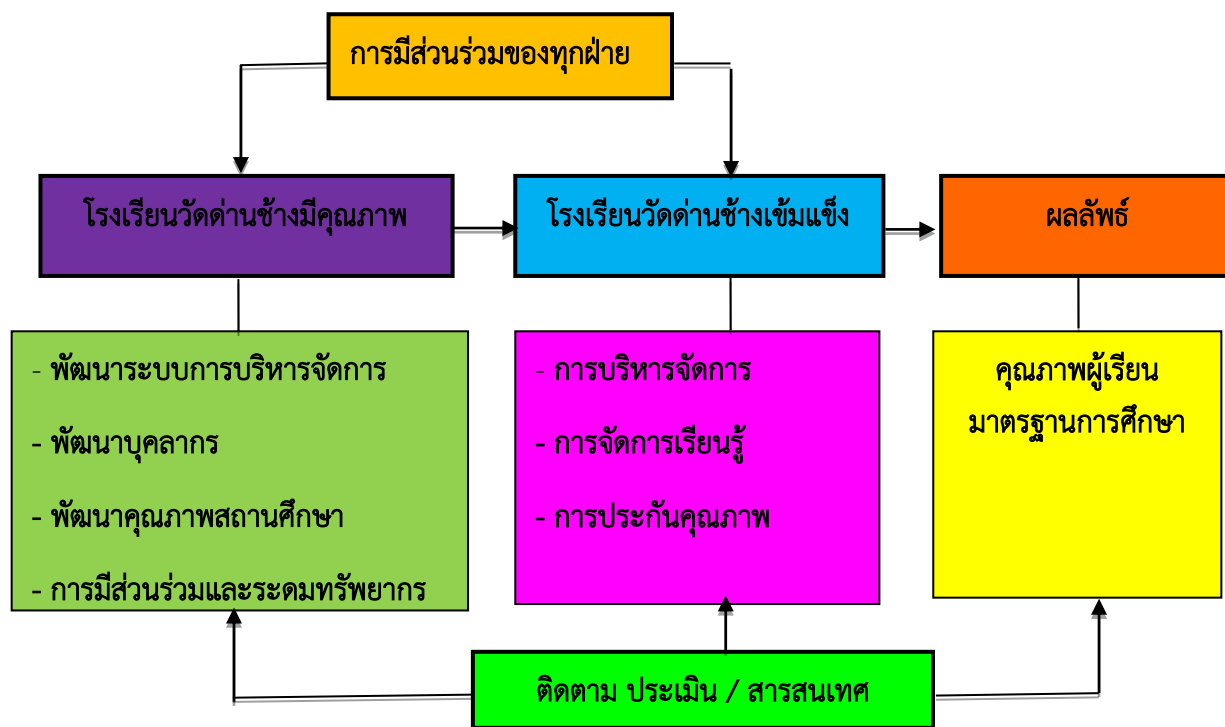 การมีส่วนร่วมของทุกฝ่าย
โรงเรียนวัดด่านช้างมีคุณภาพ
โรงเรียนวัดด่านช้างเข้มแข็ง
ผลลัพธ์
- พัฒนาระบบการบริหารจัดการ
- พัฒนาบุคลากร
- พัฒนาคุณภาพสถานศึกษา
- การมีส่วนร่วมและระดมทรัพยากร
- การบริหารจัดการ
- การจัดการเรียนรู้
- การประกันคุณภาพ
คุณภาพผู้เรียน
มาตรฐานการศึกษา
ติดตาม ประเมิน / สารสนเทศ